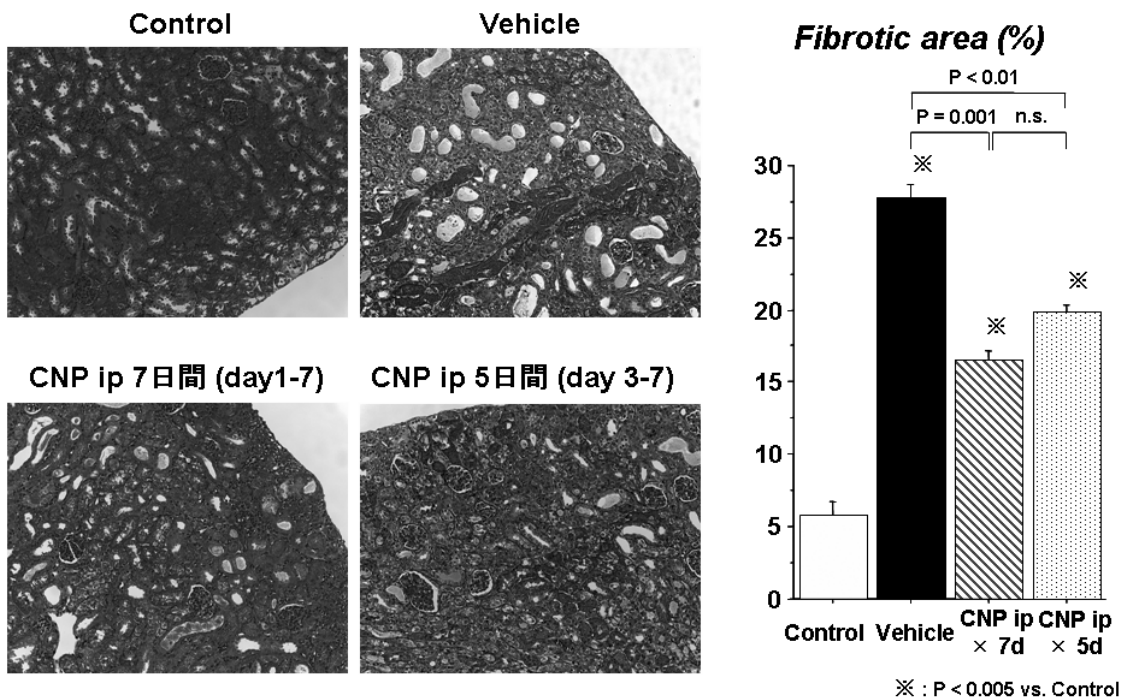 Control
Vehicle
CNP ip 7日間 (day1-7)
CNP ip 5日間 (day 3-7)
Fibrotic area (%)
P < 0.01
P = 0.001
n.s.
30
25
20
15
10
5
0
※
※
※
Control
Vehicle
CNP ip
× 7d
CNP ip
× 5d
※ : P < 0.005 vs. Control